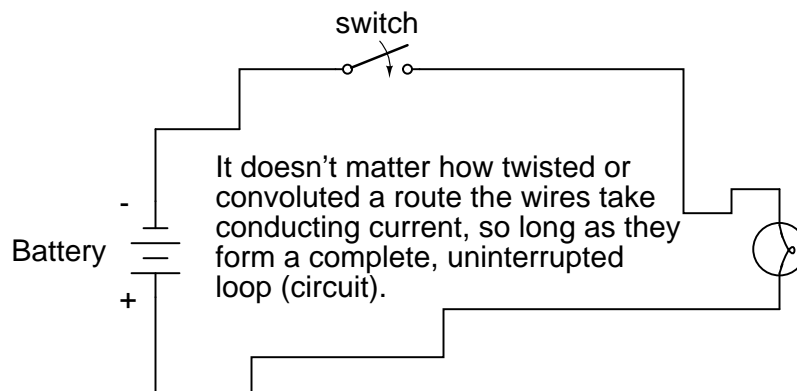 switch
It doesn’t matter how twisted or
convoluted a route the wires take
-
conducting current, so long as they
Battery
form a complete, uninterrupted
+
loop (circuit).